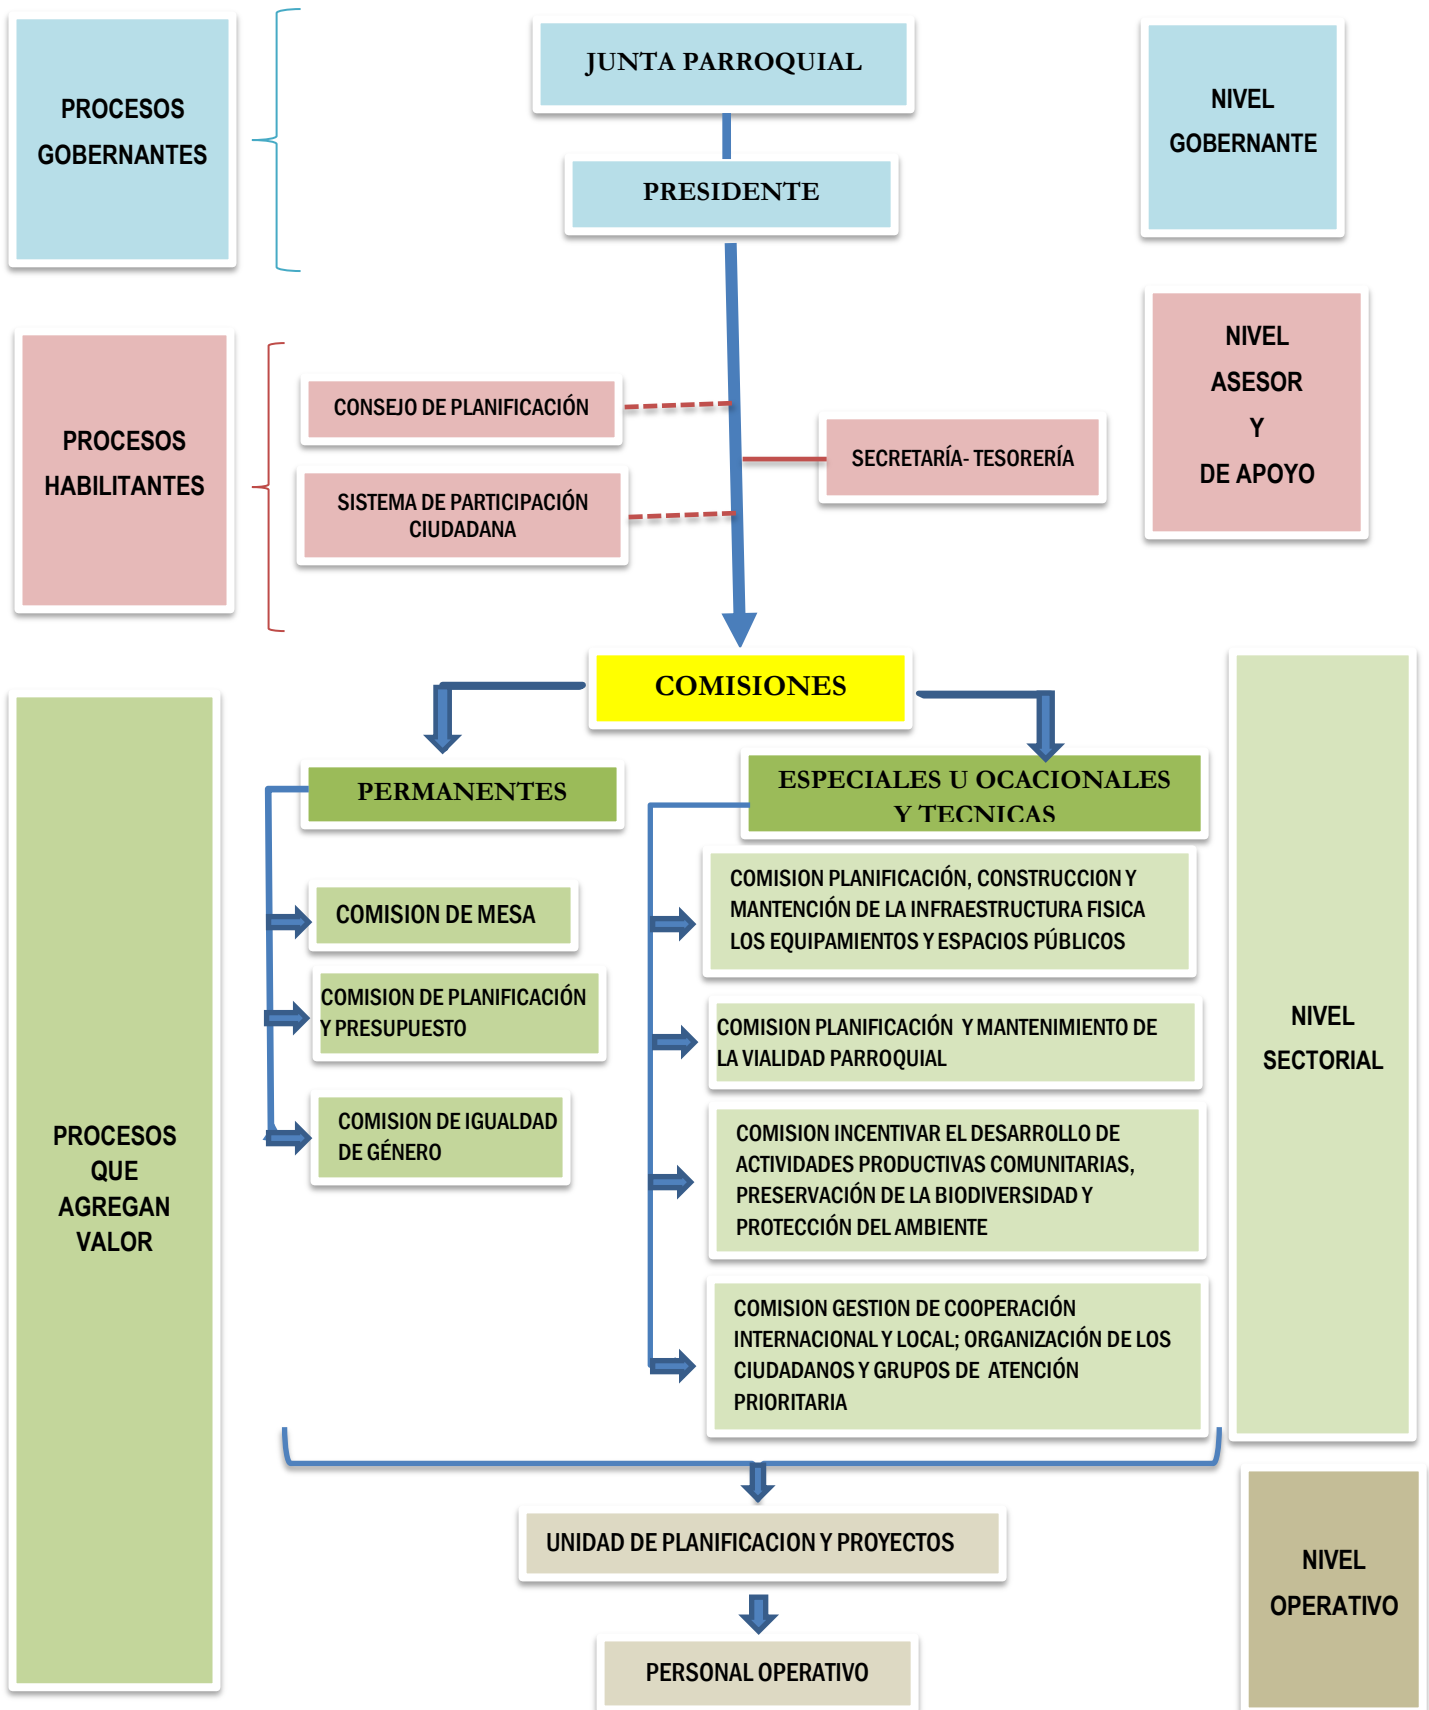 PROCESOS
GOBERNANTES
JUNTA PARROQUIAL
PRESIDENTE
NIVEL
GOBERNANTE
PROCESOS
HABILITANTES
CONSEJO DE PLANIFICACIÓN
SISTEMA DE PARTICIPACIÓN
CIUDADANA
SECRETARÍA- TESORERÍA
NIVEL
ASESOR
Y
DE APOYO
COMISIONES
PERMANENTES
COMISION DE MESA
COMISION DE PLANIFICACIÓN
Y PRESUPUESTO
COMISION DE IGUALDAD
DE GÉNERO
ESPECIALES U OCACIONALES
Y TECNICAS
COMISION PLANIFICACIÓN, CONSTRUCCION Y
MANTENCIÓN DE LA INFRAESTRUCTURA FISICA
LOS EQUIPAMIENTOS Y ESPACIOS PÚBLICOS
COMISION PLANIFICACIÓN Y MANTENIMIENTO DE
LA VIALIDAD PARROQUIAL
COMISION INCENTIVAR EL DESARROLLO DE
ACTIVIDADES PRODUCTIVAS COMUNITARIAS,
PRESERVACIÓN DE LA BIODIVERSIDAD Y
PROTECCIÓN DEL AMBIENTE
COMISION GESTION DE COOPERACIÓN
INTERNACIONAL Y LOCAL; ORGANIZACIÓN DE LOS
CIUDADANOS Y GRUPOS DE ATENCIÓN
PRIORITARIA
PROCESOS
QUE
AGREGAN
VALOR
NIVEL
SECTORIAL
UNIDAD DE PLANIFICACION Y PROYECTOS
PERSONAL OPERATIVO
NIVEL
OPERATIVO